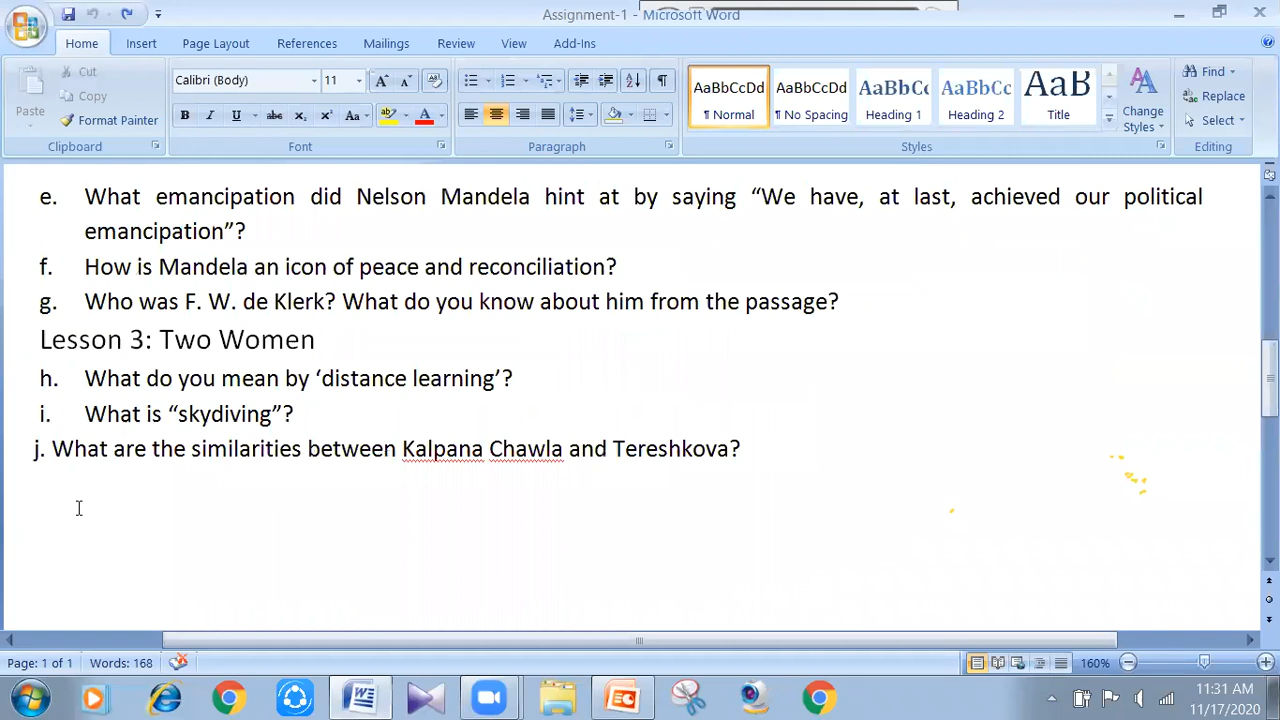 Assignment-1 - Microsoft Word
Home Insert Page Layout References Mailings Review View Add-Ins
Paste
Cut
Copy
Format Painter
Clipboard
Calibri (Body) 11
B I U abc x₂ x² Aa A
Font
Paragraph
AaBbCcDd AaBbCcDd AaBbCc AaBbCc AaB
¶ Normal ¶ No Spacing Heading 1 Heading 2 Title
Change Styles
Styles
Find
Replace
Select
Editing
e. What emancipation did Nelson Mandela hint at by saying “We have, at last, achieved our political
emancipation”?
f. How is Mandela an icon of peace and reconciliation?
g. Who was F. W. de Klerk? What do you know about him from the passage?
Lesson 3: Two Women
h. What do you mean by ‘distance learning’?
i. What is “skydiving”?
j. What are the similarities between Kalpana Chawla and Tereshkova?
Page: 1 of 1 Words: 168 160%
11:31 AM
11/17/2020